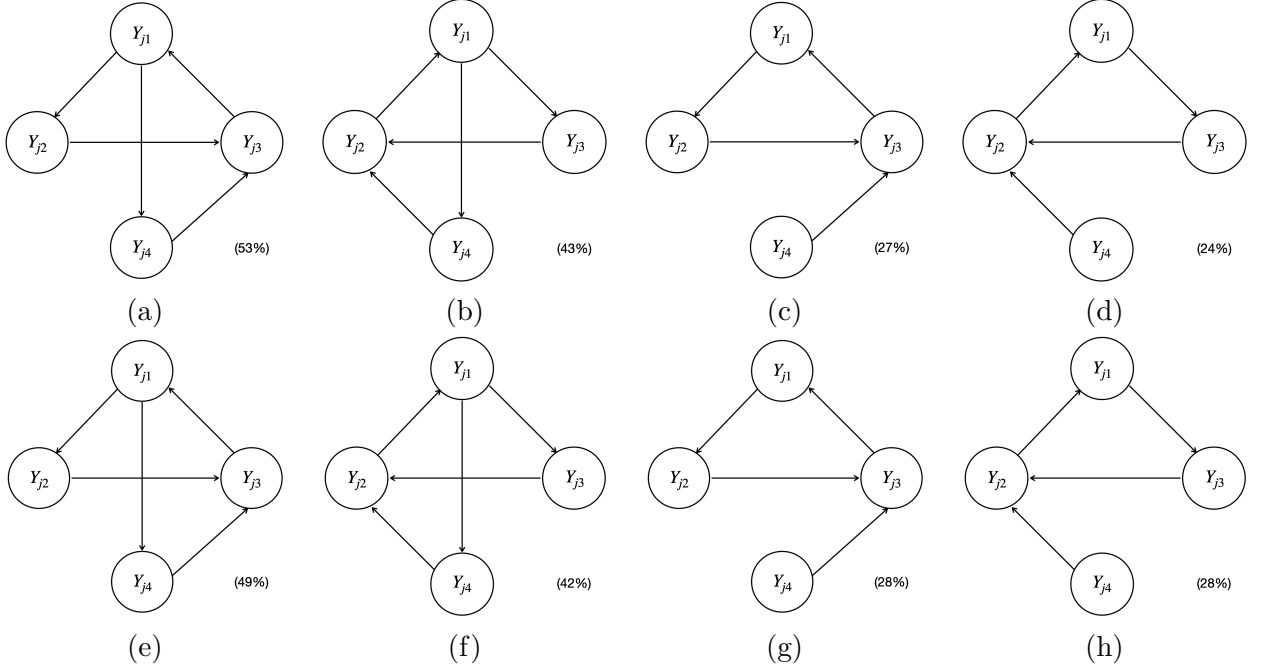 Y_{j1} Y_{j1} Y_{j1} Y_{j1}
Y_{j2} Y_{j3} Y_{j2} Y_{j3} Y_{j2} Y_{j3} Y_{j2} Y_{j3}
Y_{j4} (53%) Y_{j4} (43%) Y_{j4} (27%) Y_{j4} (24%)
(a) (b) (c) (d)
Y_{j1} Y_{j1} Y_{j1} Y_{j1}
Y_{j2} Y_{j3} Y_{j2} Y_{j3} Y_{j2} Y_{j3} Y_{j2} Y_{j3}
Y_{j4} (49%) Y_{j4} (42%) Y_{j4} (28%) Y_{j4} (28%)
(e) (f) (g) (h)